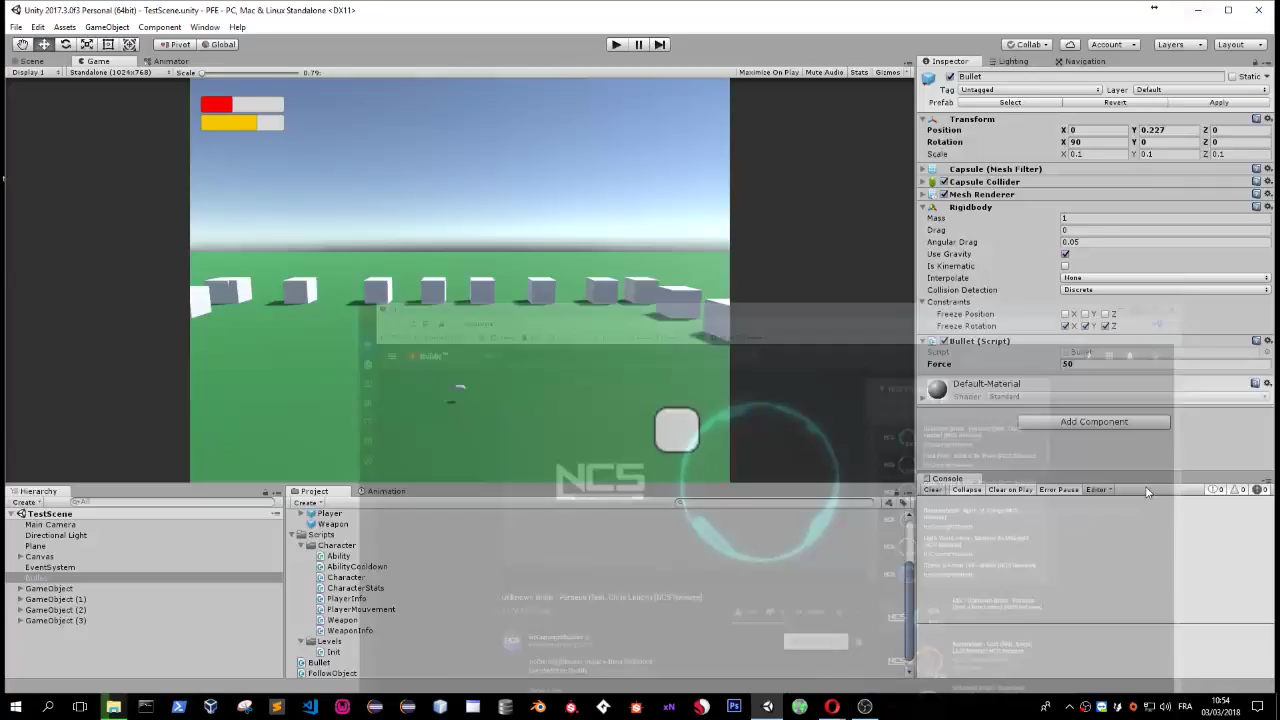 Unity 2017.3.0f3 Personal (64bit) - TestScene.unity - PFE - PC, Mac & Linux Standalone <DX11>
File Edit Assets GameObject Component Window Help
Pivot Global Collab Account Layers Layout
Scene Game Animator Inspector Lighting Navigation
Display 1 Standalone (1024x768) Scale 0.79: Maximize On Play Mute Audio Stats Gizmos
Bullet Static
Tag Untagged Layer Default
Prefab Select Revert Apply
Transform
Position X 0 Y 0.227 Z 0
Rotation X 90 Y 0 Z 0
Scale X 0.1 Y 0.1 Z 0.1
Capsule (Mesh Filter)
Capsule Collider
Mesh Renderer
Rigidbody
Mass 1
Drag 0
Angular Drag 0.05
Use Gravity
Is Kinematic
Interpolate None
Collision Detection Discrete
Constraints
Freeze Position X Y Z
Freeze Rotation X Y Z
Bullet (Script)
Script Bullet
Force 50
Default-Material
Shader Standard
Add Component
NCS
Console
Clear Collapse Clear on Play Error Pause Editor 0 0 0
Hierarchy
Create All
TestScene
Main Camera
Directional Light
Plane
Canvas
EventSystem
Bullet
GameObject
GameObject (1)
GameObject (2)
GameObject (3)
Project Animation
Create
Player
Weapon
Scripts
Character
Ability
AbilityCooldown
Character
CharacterStats
PlayerInfo
PlayerMouvement
Weapon
WeaponInfo
Levels
Init
Bullet
FollowObject
FRA
10:54
03/03/2018